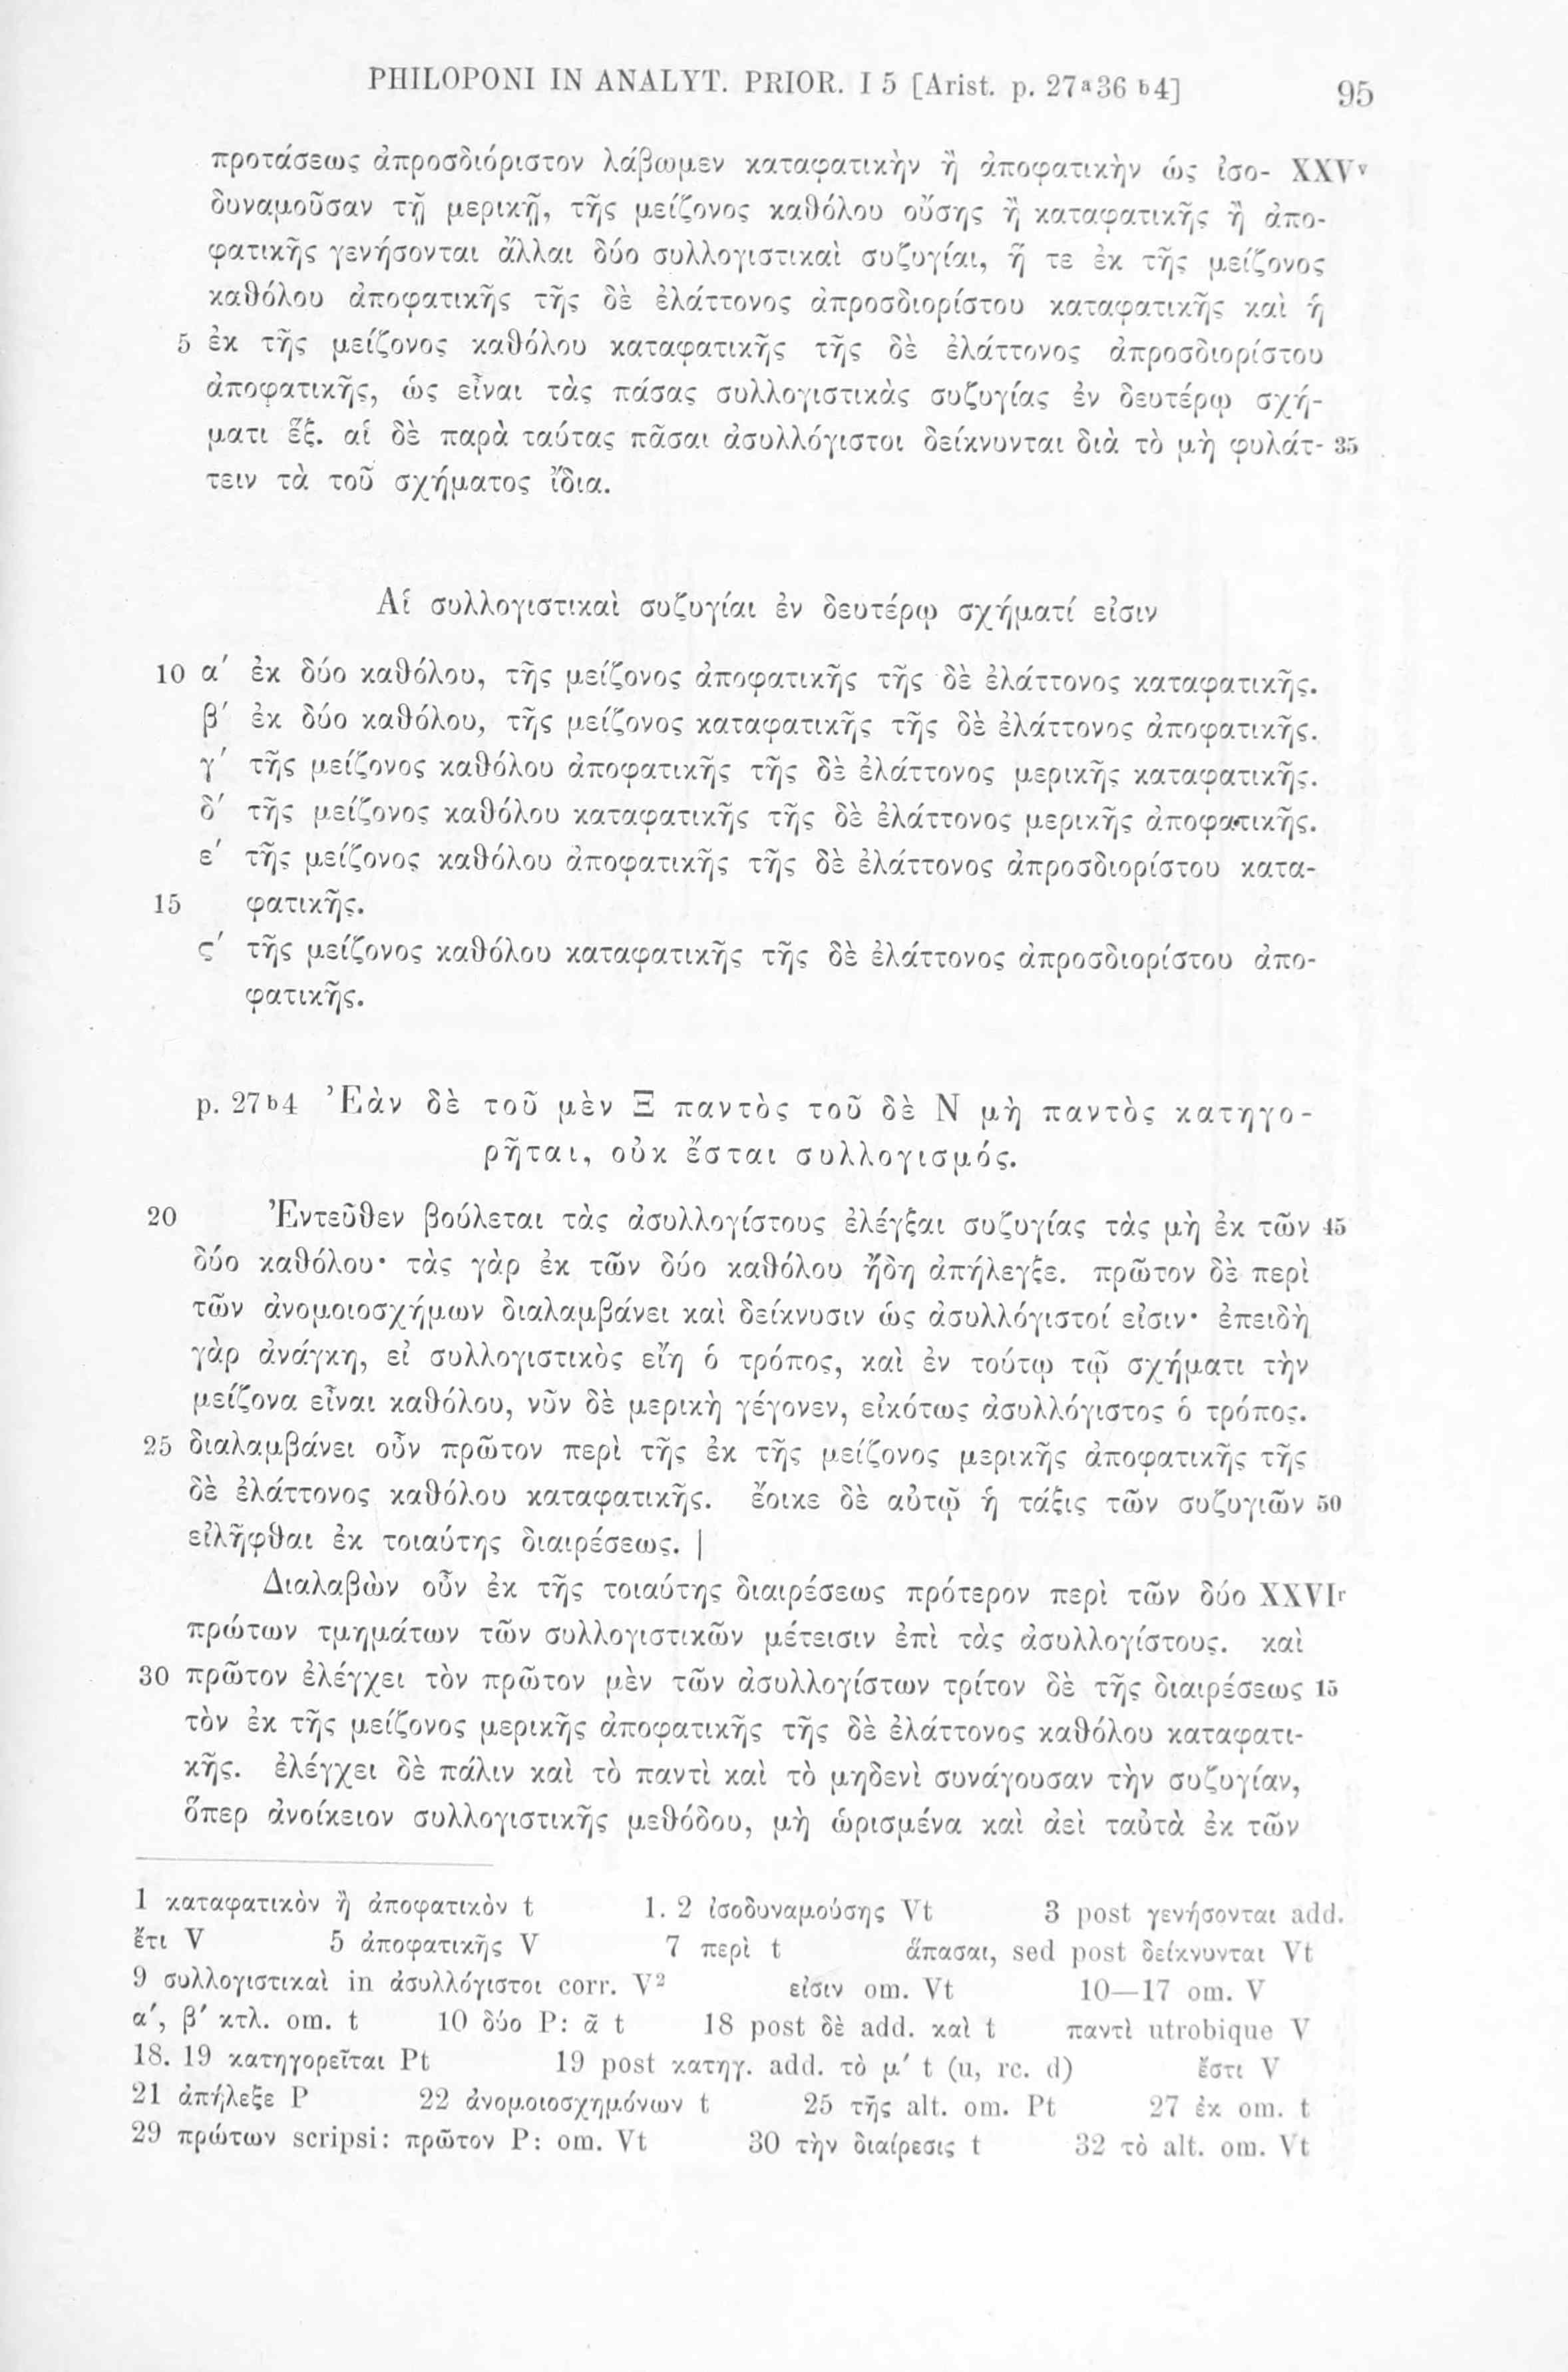 PHILOPONI IN ANALYT. PRIOR. I 5 [Arist. p. 27ᵃ36 ᵇ4] 95
προτάσεως ἀπροσδιόριστον λάβωμεν καταφατικὴν ἢ ἀποφατικὴν ὡς ἰσο- XXVᵛ
δυναμοῦσαν τῇ μερικῇ, τῆς μείζονος καθόλου οὔσης ἢ καταφατικῆς ἢ ἀπο-
φατικῆς γενήσονται ἄλλαι δύο συλλογιστικαὶ συζυγίαι, ἥ τε ἐκ τῆς μείζονος
καθόλου ἀποφατικῆς τῆς δὲ ἐλάττονος ἀπροσδιορίστου καταφατικῆς καὶ ἡ
5 ἐκ τῆς μείζονος καθόλου καταφατικῆς τῆς δὲ ἐλάττονος ἀπροσδιορίστου
ἀποφατικῆς, ὡς εἶναι τὰς πάσας συλλογιστικὰς συζυγίας ἐν δευτέρῳ σχή-
ματι ἕξ. αἱ δὲ παρὰ ταύτας πᾶσαι ἀσυλλόγιστοι δείκνυνται διὰ τὸ μὴ φυλάτ- 35
τειν τὰ τοῦ σχήματος ἴδια.
Αἱ συλλογιστικαὶ συζυγίαι ἐν δευτέρῳ σχήματί εἰσιν
10 α′ ἐκ δύο καθόλου, τῆς μείζονος ἀποφατικῆς τῆς δὲ ἐλάττονος καταφατικῆς.
β′ ἐκ δύο καθόλου, τῆς μείζονος καταφατικῆς τῆς δὲ ἐλάττονος ἀποφατικῆς.
γ′ τῆς μείζονος καθόλου ἀποφατικῆς τῆς δὲ ἐλάττονος μερικῆς καταφατικῆς.
δ′ τῆς μείζονος καθόλου καταφατικῆς τῆς δὲ ἐλάττονος μερικῆς ἀποφατικῆς.
ε′ τῆς μείζονος καθόλου ἀποφατικῆς τῆς δὲ ἐλάττονος ἀπροσδιορίστου κατα-
15 φατικῆς.
ς′ τῆς μείζονος καθόλου καταφατικῆς τῆς δὲ ἐλάττονος ἀπροσδιορίστου ἀπο-
φατικῆς.
p. 27ᵇ4 Ἐὰν δὲ τοῦ μὲν Ξ παντὸς τοῦ δὲ Ν μὴ παντὸς κατηγο-
ρῆται, οὐκ ἔσται συλλογισμός.
20 Ἐντεῦθεν βούλεται τὰς ἀσυλλογίστους ἐλέγξαι συζυγίας τὰς μὴ ἐκ τῶν 45
δύο καθόλου· τὰς γὰρ ἐκ τῶν δύο καθόλου ἤδη ἀπήλεγξε. πρῶτον δὲ περὶ
τῶν ἀνομοιοσχήμων διαλαμβάνει καὶ δείκνυσιν ὡς ἀσυλλόγιστοί εἰσιν· ἐπειδὴ
γὰρ ἀνάγκη, εἰ συλλογιστικὸς εἴη ὁ τρόπος, καὶ ἐν τούτῳ τῷ σχήματι τὴν
μείζονα εἶναι καθόλου, νῦν δὲ μερικὴ γέγονεν, εἰκότως ἀσυλλόγιστος ὁ τρόπος.
25 διαλαμβάνει οὖν πρῶτον περὶ τῆς ἐκ τῆς μείζονος μερικῆς ἀποφατικῆς τῆς
δὲ ἐλάττονος καθόλου καταφατικῆς. ἔοικε δὲ αὐτῷ ἡ τάξις τῶν συζυγιῶν 50
εἰλῆφθαι ἐκ τοιαύτης διαιρέσεως. |
Διαλαβὼν οὖν ἐκ τῆς τοιαύτης διαιρέσεως πρότερον περὶ τῶν δύο XXVIʳ
πρώτων τμημάτων τῶν συλλογιστικῶν μέτεισιν ἐπὶ τὰς ἀσυλλογίστους. καὶ
30 πρῶτον ἐλέγχει τὸν πρῶτον μὲν τῶν ἀσυλλογίστων τρίτον δὲ τῆς διαιρέσεως 15
τὸν ἐκ τῆς μείζονος μερικῆς ἀποφατικῆς τῆς δὲ ἐλάττονος καθόλου καταφατι-
κῆς. ἐλέγχει δὲ πάλιν καὶ τὸ παντὶ καὶ τὸ μηδενὶ συνάγουσαν τὴν συζυγίαν,
ὅπερ ἀνοίκειον συλλογιστικῆς μεθόδου, μὴ ὡρισμένα καὶ ἀεὶ ταὐτὰ ἐκ τῶν
1 καταφατικὸν ἢ ἀποφατικὸν t 1. 2 ἰσοδυναμούσης Vt 3 post γενήσονται add.
ἔτι V 5 ἀποφατικῆς V 7 περὶ t ἅπασαι, sed post δείκνυνται Vt
9 συλλογιστικαὶ in ἀσυλλόγιστοι corr. V² εἰσιν om. Vt 10—17 om. V
α′, β′ κτλ. om. t 10 δύο P: ᾱ t 18 post δὲ add. καὶ t παντὶ utrobique V
18. 19 κατηγορεῖται Pt 19 post κατηγ. add. τὸ μ′ t (u, rc. d) ἔστι V
21 ἀπήλεξε P 22 ἀνομοιοσχημόνων t 25 τῆς alt. om. Pt 27 ἐκ om. t
29 πρώτων scripsi: πρῶτον P: om. Vt 30 τὴν διαίρεσις t 32 τὸ alt. om. Vt